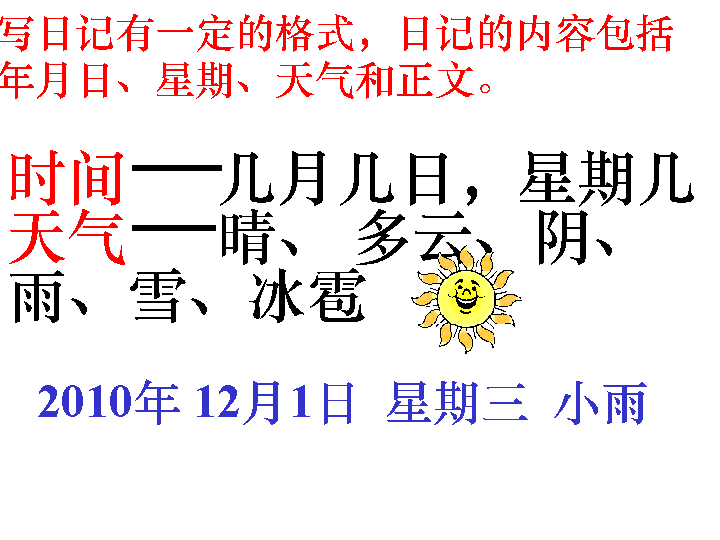 写日记有一定的格式，日记的内容包括
年月日、星期、天气和正文。
时间——几月几日，星期几
天气——晴、 多云、 阴、
雨、雪、冰雹
2010年 12月1日 星期三 小雨